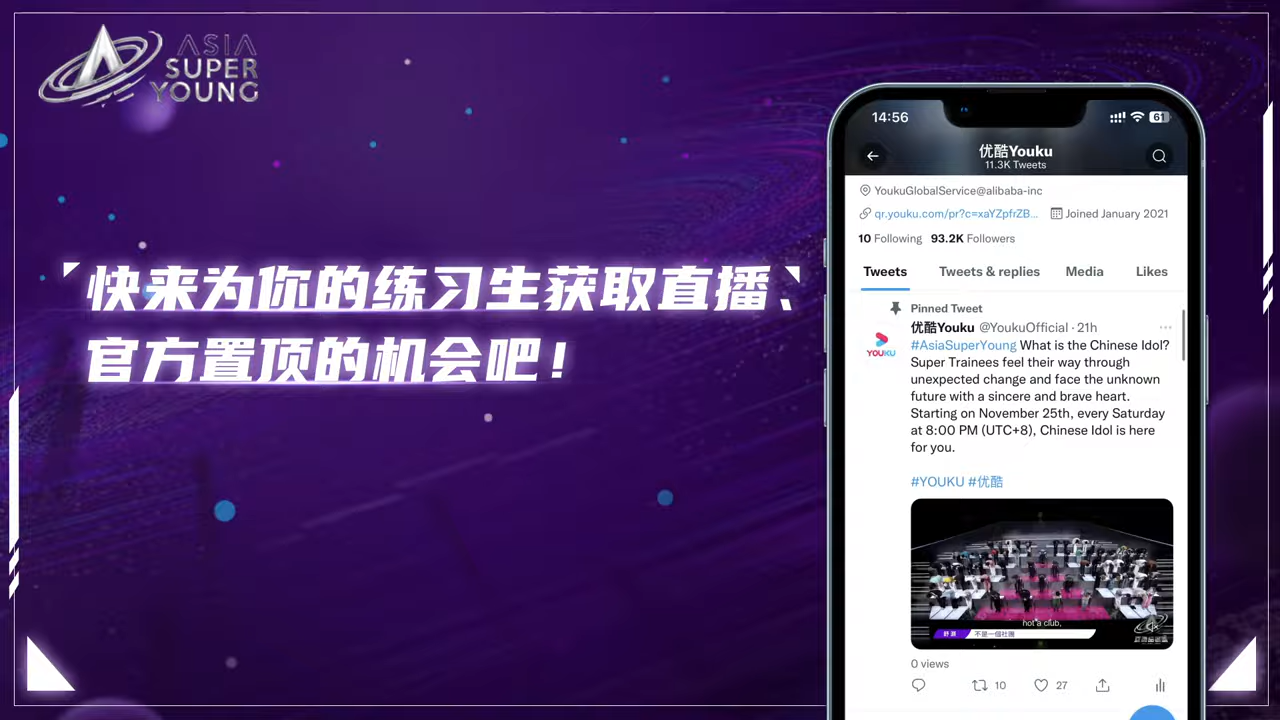 ASIA
SUPER
YOUNG
快来为你的练习生获取直播、
官方置顶的机会吧！
14:56
61
优酷Youku
11.3K Tweets
YoukuGlobalService@alibaba-inc
qr.youku.com/pr?c=xaYZpfrZB...
Joined January 2021
10 Following 93.2K Followers
Tweets Tweets & replies Media Likes
Pinned Tweet
优酷Youku @YoukuOfficial · 21h
YOUKU
#AsiaSuperYoung What is the Chinese Idol?
Super Trainees feel their way through
unexpected change and face the unknown
future with a sincere and brave heart.
Starting on November 25th, every Saturday
at 8:00 PM (UTC+8), Chinese Idol is here
for you.
#YOUKU #优酷
not a club,
不是一個社團
0 views
10 27